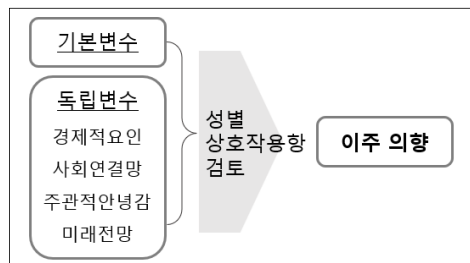 기본변수
독립변수
경제적요인
사회연결망
주관적안녕감
미래전망
성별
상호작용항
검토
이주 의향